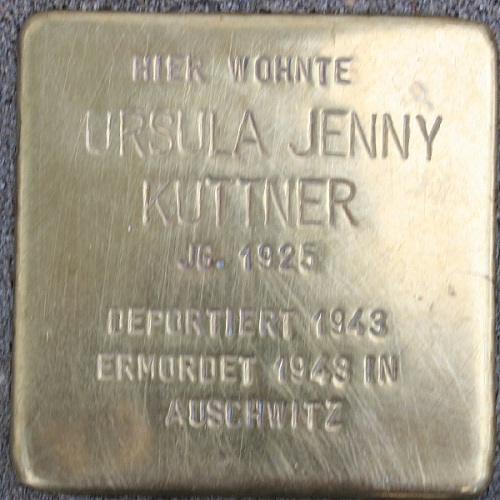 HIER WOHNTE
URSULA JENNY
KUTTNER
JG. 1925
DEPORTIERT 1943
ERMORDET 1943 IN
AUSCHWITZ